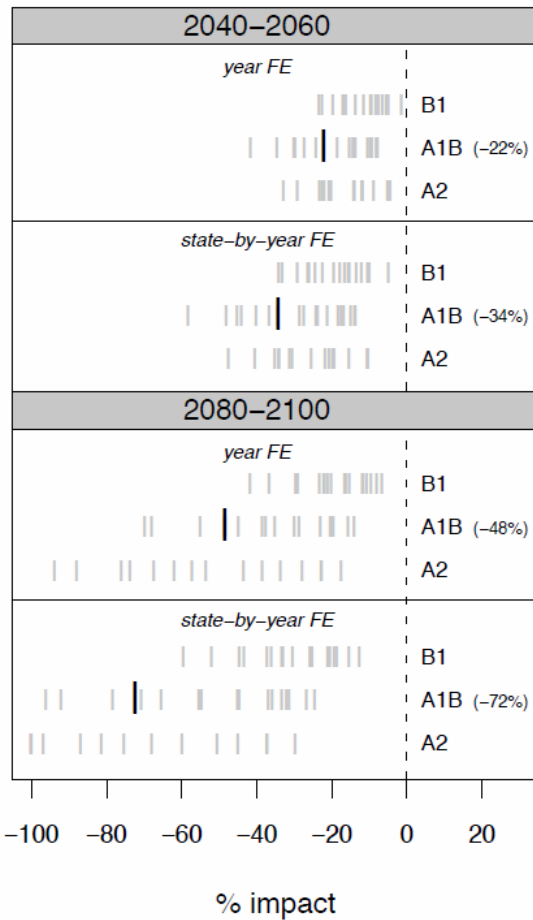 2040−2060
year FE
B1
A1B (−22%)
A2
state−by−year FE
B1
A1B (−34%)
A2
2080−2100
year FE
B1
A1B (−48%)
A2
state−by−year FE
B1
A1B (−72%)
A2
−100 −80 −60 −40 −20 0 20
% impact